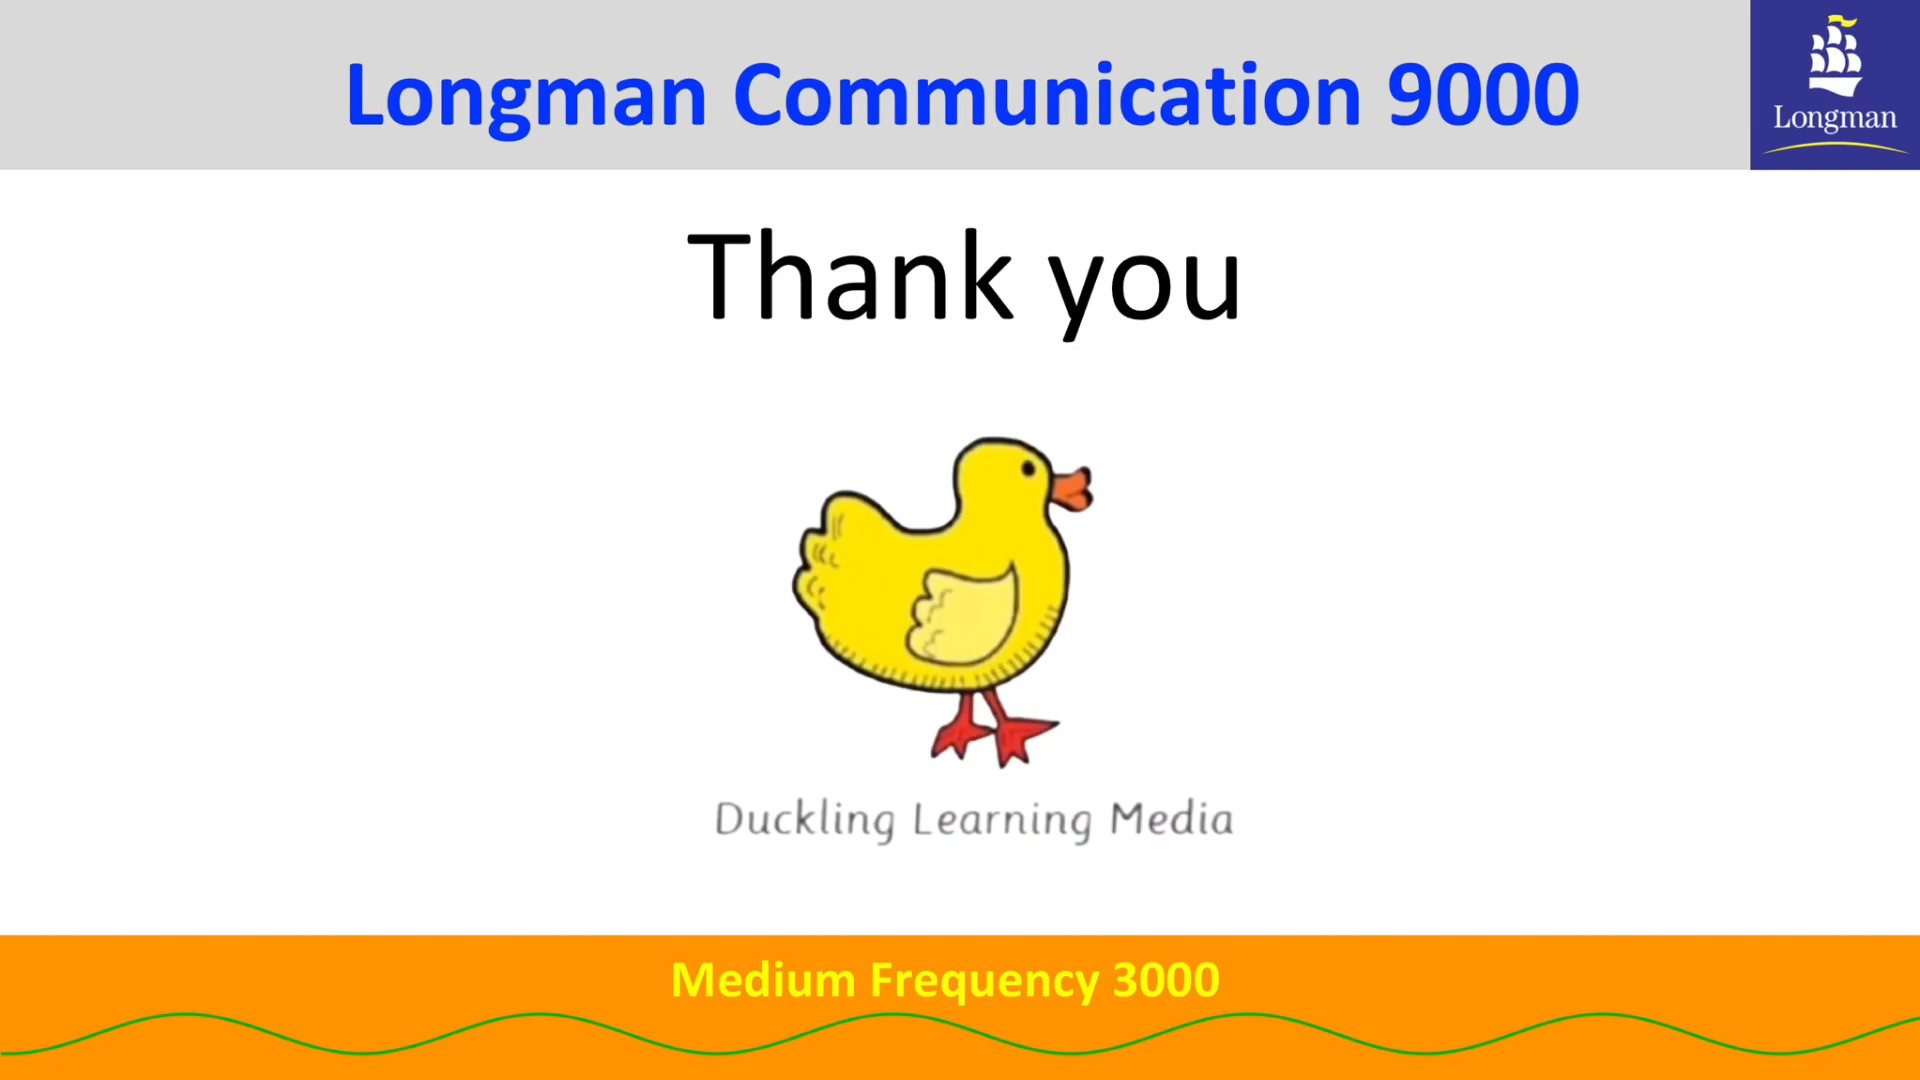 Longman Communication 9000
Longman
Thank you
Duckling Learning Media
Medium Frequency 3000